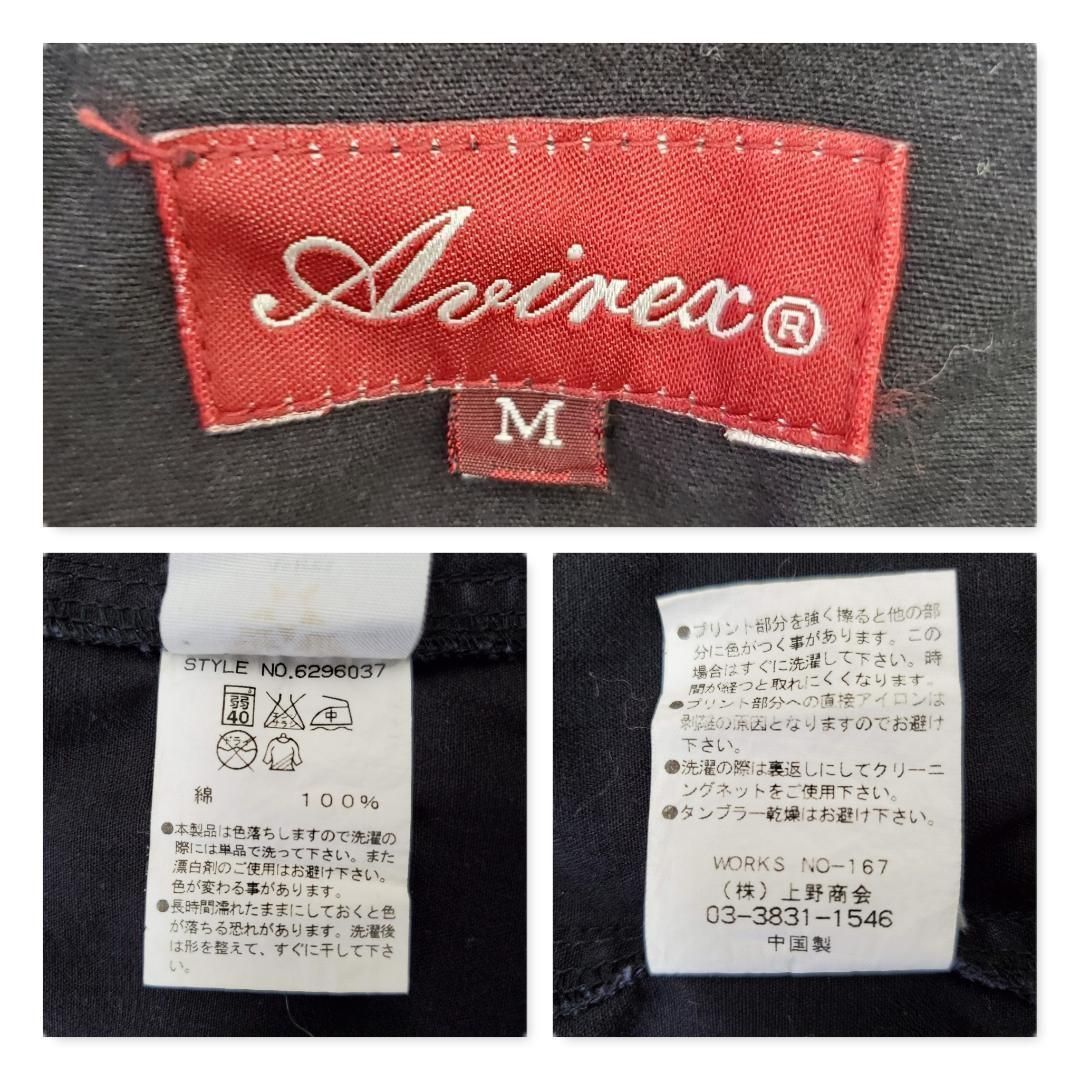 Avirex®
M
STYLE NO.6296037
弱
40
エンソ
サラシ
中
ドライ
綿 100%
●本製品は色落ちしますので洗濯の
際には単品で洗って下さい。また
漂白剤のご使用はお避け下さい。
色が変わる事があります。
●長時間濡れたままにしておくと色
が落ちる恐れがあります。洗濯後
は形を整えて、すぐに干して下さ
い。
●プリント部分を強く擦ると他の部
分に色がつく事があります。この
場合はすぐに洗濯して下さい。時
間が経つと取れにくくなります。
●プリント部分への直接アイロンは
剥離の原因となりますのでお避け
下さい。
●洗濯の際は裏返しにしてクリーニ
ングネットをご使用下さい。
●タンブラー乾燥はお避け下さい。
WORKS NO-167
(株)上野商会
03-3831-1546
中国製